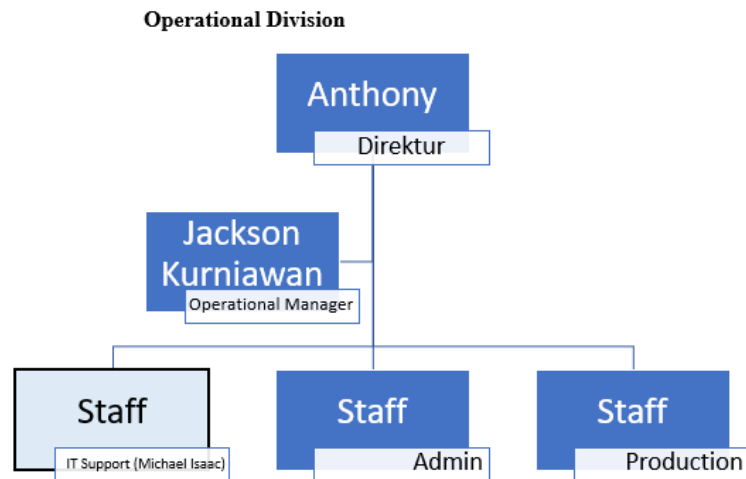 Operational Division
Anthony
Direktur
Jackson
Kurniawan
Operational Manager
Staff
IT Support (Michael Isaac)
Staff
Admin
Staff
Production